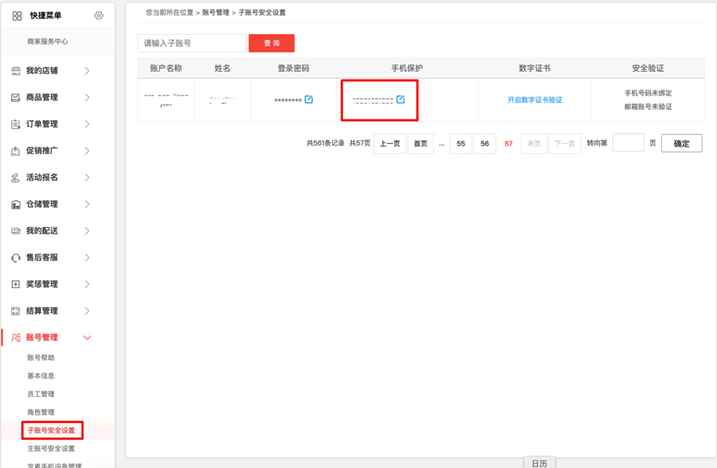 快捷菜单
商家服务中心
我的店铺
商品管理
订单管理
促销推广
活动报名
仓储管理
我的配送
售后客服
奖惩管理
结算管理
账号管理
账号帮助
基本信息
员工管理
角色管理
子账号安全设置
主账号安全设置
您当前所在位置 > 账号管理 > 子账号安全设置
请输入子账号 查 询
账户名称 姓名 登录密码 手机保护 数字证书 安全验证
******** 开启数字证书验证 手机号码未绑定
邮箱账号未验证
共561条记录 共57页 上一页 首页 ... 55 56 57 末页 下一页 转向第 页 确定
日历